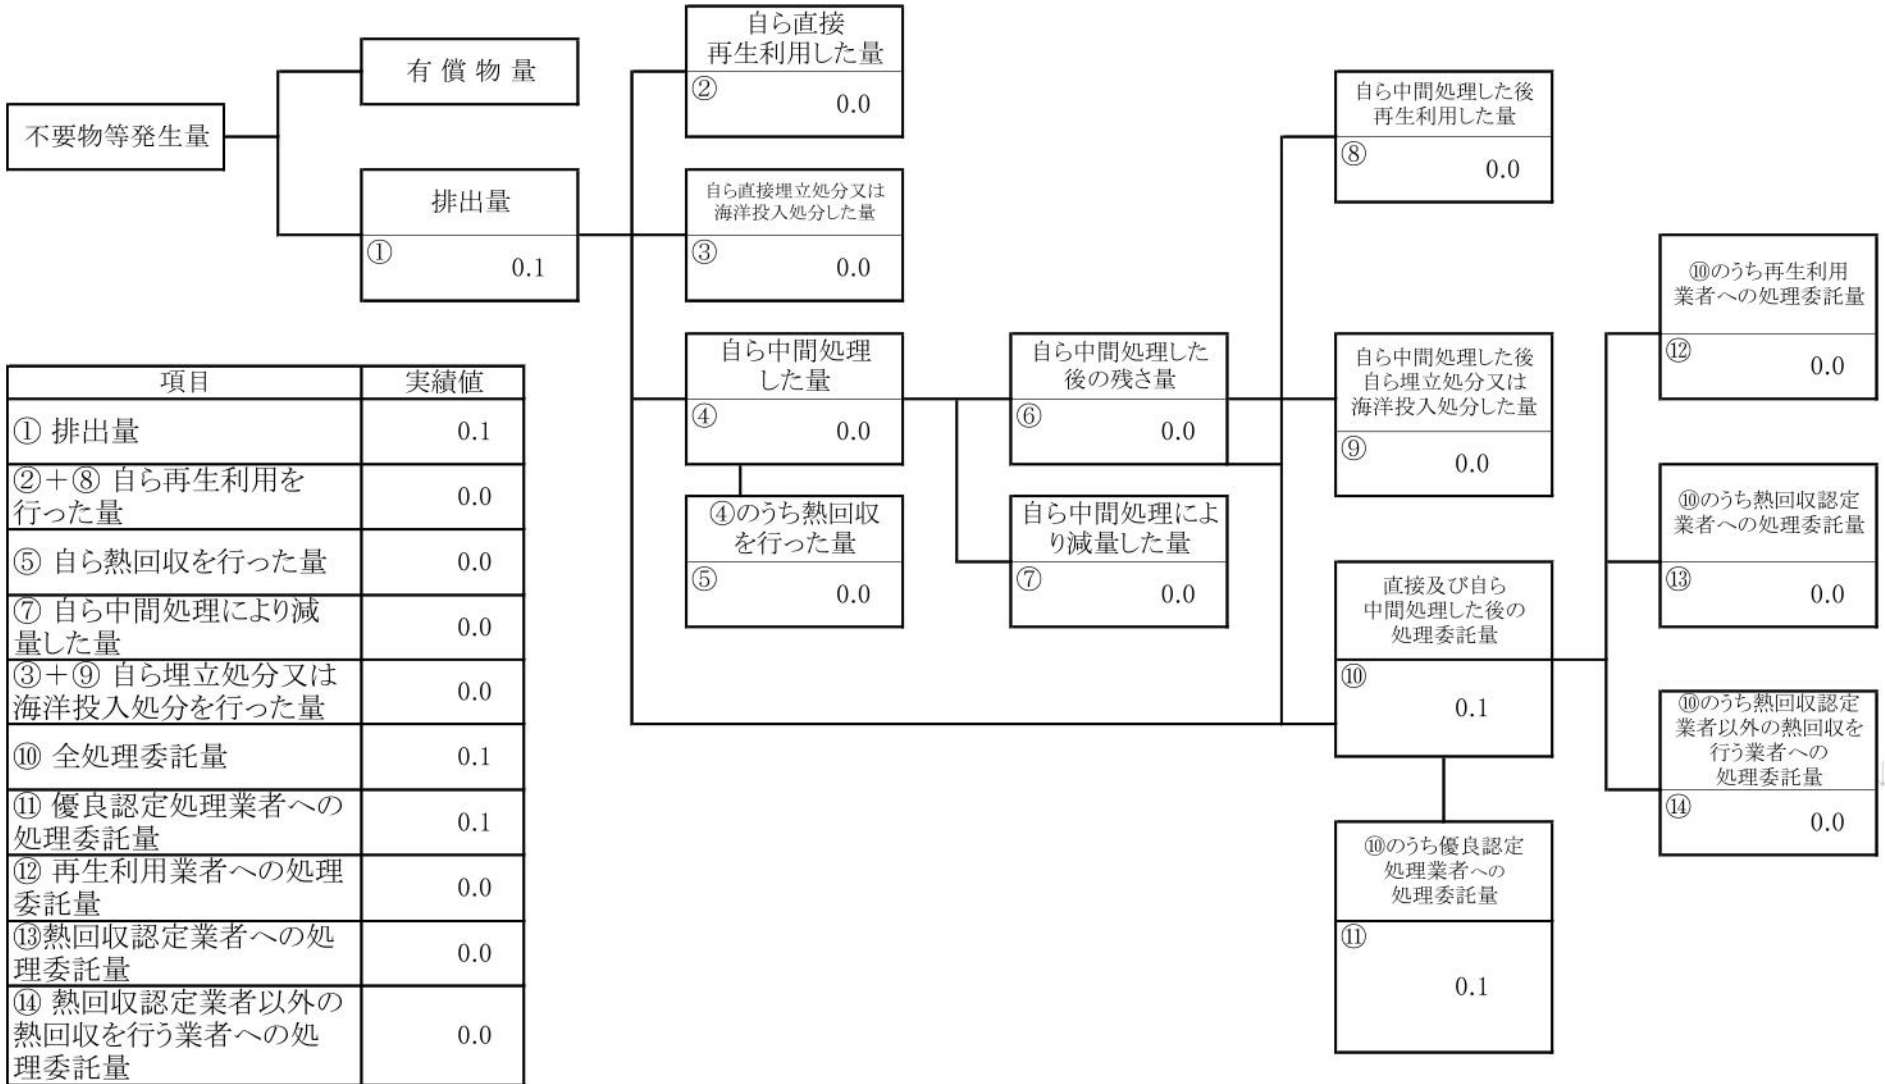 不要物等発生量
有償物量
排出量
①
0.1
自ら直接
再生利用した量
②
0.0
自ら直接埋立処分又は
海洋投入処分した量
③
0.0
自ら中間処理
した量
④
0.0
④のうち熱回収
を行った量
⑤
0.0
自ら中間処理した
後の残さ量
⑥
0.0
自ら中間処理によ
り減量した量
⑦
0.0
自ら中間処理した後
再生利用した量
⑧
0.0
自ら中間処理した後
自ら埋立処分又は
海洋投入処分した量
⑨
0.0
直接及び自ら
中間処理した後の
処理委託量
⑩
0.1
⑩のうち優良認定
処理業者への
処理委託量
⑪
0.1
⑩のうち再生利用
業者への処理委託量
⑫
0.0
⑩のうち熱回収認定
業者への処理委託量
⑬
0.0
⑩のうち熱回収認定
業者以外の熱回収を
行う業者への
処理委託量
⑭
0.0
項目 実績値
① 排出量 0.1
②+⑧ 自ら再生利用を
行った量 0.0
⑤ 自ら熱回収を行った量 0.0
⑦ 自ら中間処理により減
量した量 0.0
③+⑨ 自ら埋立処分又は
海洋投入処分を行った量 0.0
⑩ 全処理委託量 0.1
⑪ 優良認定処理業者への
処理委託量 0.1
⑫ 再生利用業者への処理
委託量 0.0
⑬熱回収認定業者への処
理委託量 0.0
⑭ 熱回収認定業者以外の
熱回収を行う業者への処
理委託量 0.0